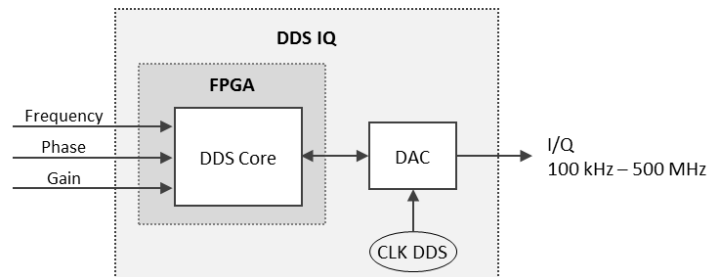 DDS IQ
FPGA
Frequency
Phase
Gain
DDS Core
DAC
I/Q
100 kHz – 500 MHz
CLK DDS